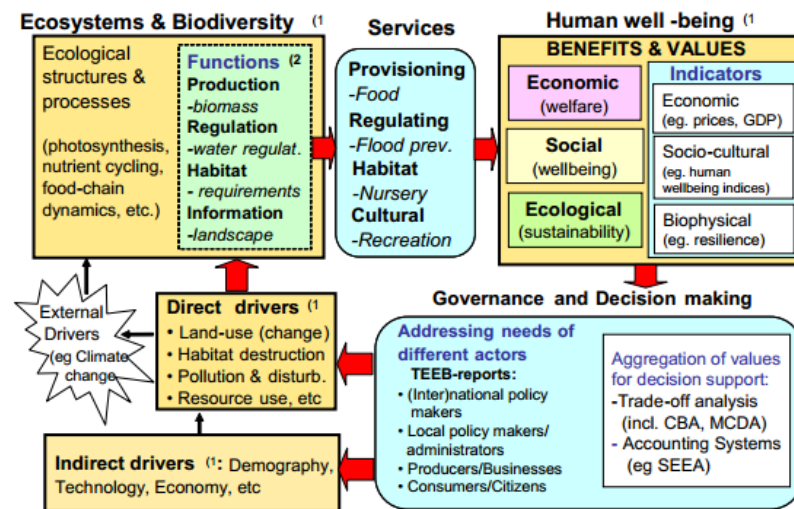 Ecosystems & Biodiversity (1
Ecological
structures &
processes
(photosynthesis,
nutrient cycling,
food-chain
dynamics, etc.)
Functions (2
Production
-biomass
Regulation
-water regulat.
Habitat
- requirements
Information
-landscape
Services
Provisioning
-Food
Regulating
-Flood prev.
Habitat
-Nursery
Cultural
-Recreation
Human well -being (1
BENEFITS & VALUES
Economic
(welfare)
Social
(wellbeing)
Ecological
(sustainability)
Indicators
Economic
(eg. prices, GDP)
Socio-cultural
(eg. human
wellbeing indices)
Biophysical
(eg. resilience)
External
Drivers
(eg Climate
change
Direct drivers (1
• Land-use (change)
• Habitat destruction
• Pollution & disturb.
• Resource use, etc
Indirect drivers (1: Demography,
Technology, Economy, etc
Governance and Decision making
Addressing needs of
different actors
TEEB-reports:
• (Inter)national policy
makers
• Local policy makers/
administrators
• Producers/Businesses
• Consumers/Citizens
Aggregation of values
for decision support:
-Trade-off analysis
(incl. CBA, MCDA)
- Accounting Systems
(eg SEEA)